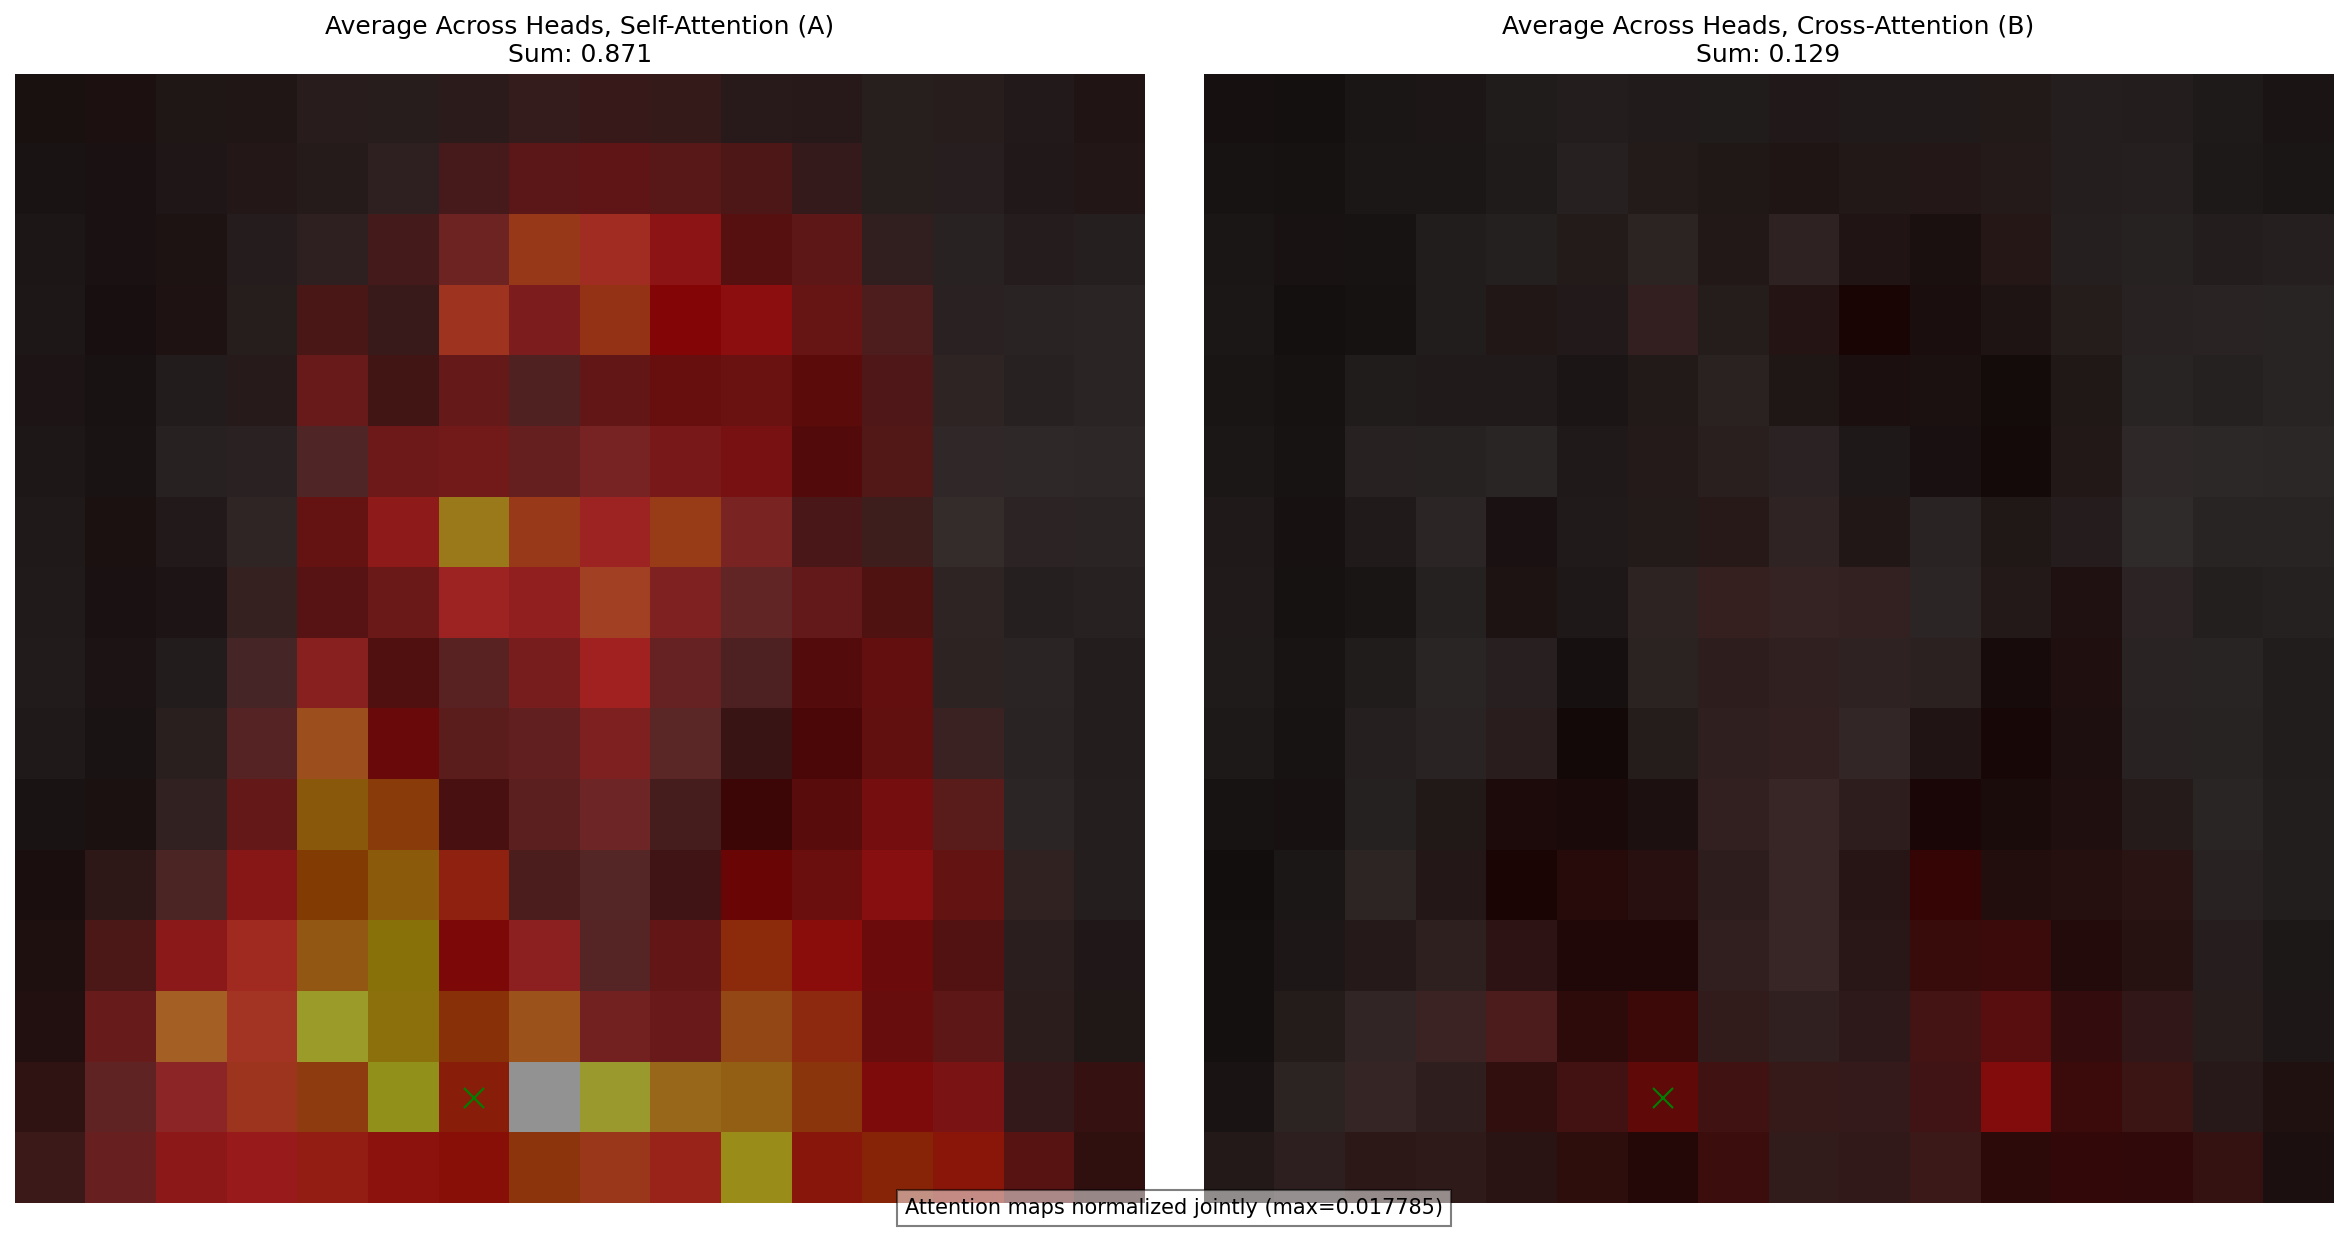 Average Across Heads, Self-Attention (A)
Sum: 0.871
Average Across Heads, Cross-Attention (B)
Sum: 0.129
Attention maps normalized jointly (max=0.017785)